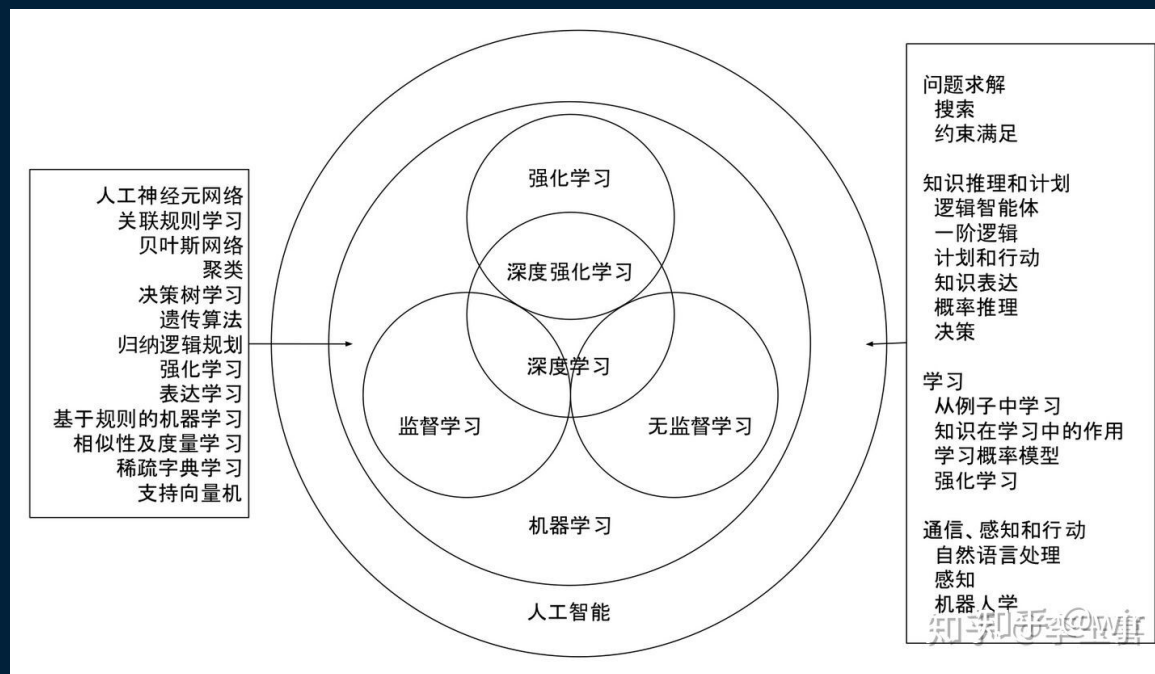 人工神经元网络
关联规则学习
贝叶斯网络
聚类
决策树学习
遗传算法
归纳逻辑规划
强化学习
表达学习
基于规则的机器学习
相似性及度量学习
稀疏字典学习
支持向量机
强化学习
深度强化学习
深度学习
监督学习
无监督学习
机器学习
人工智能
问题求解
搜索
约束满足
知识推理和计划
逻辑智能体
一阶逻辑
计划和行动
知识表达
概率推理
决策
学习
从例子中学习
知识在学习中的作用
学习概率模型
强化学习
通信、感知和行动
自然语言处理
感知
机器人学
知乎 @wjr